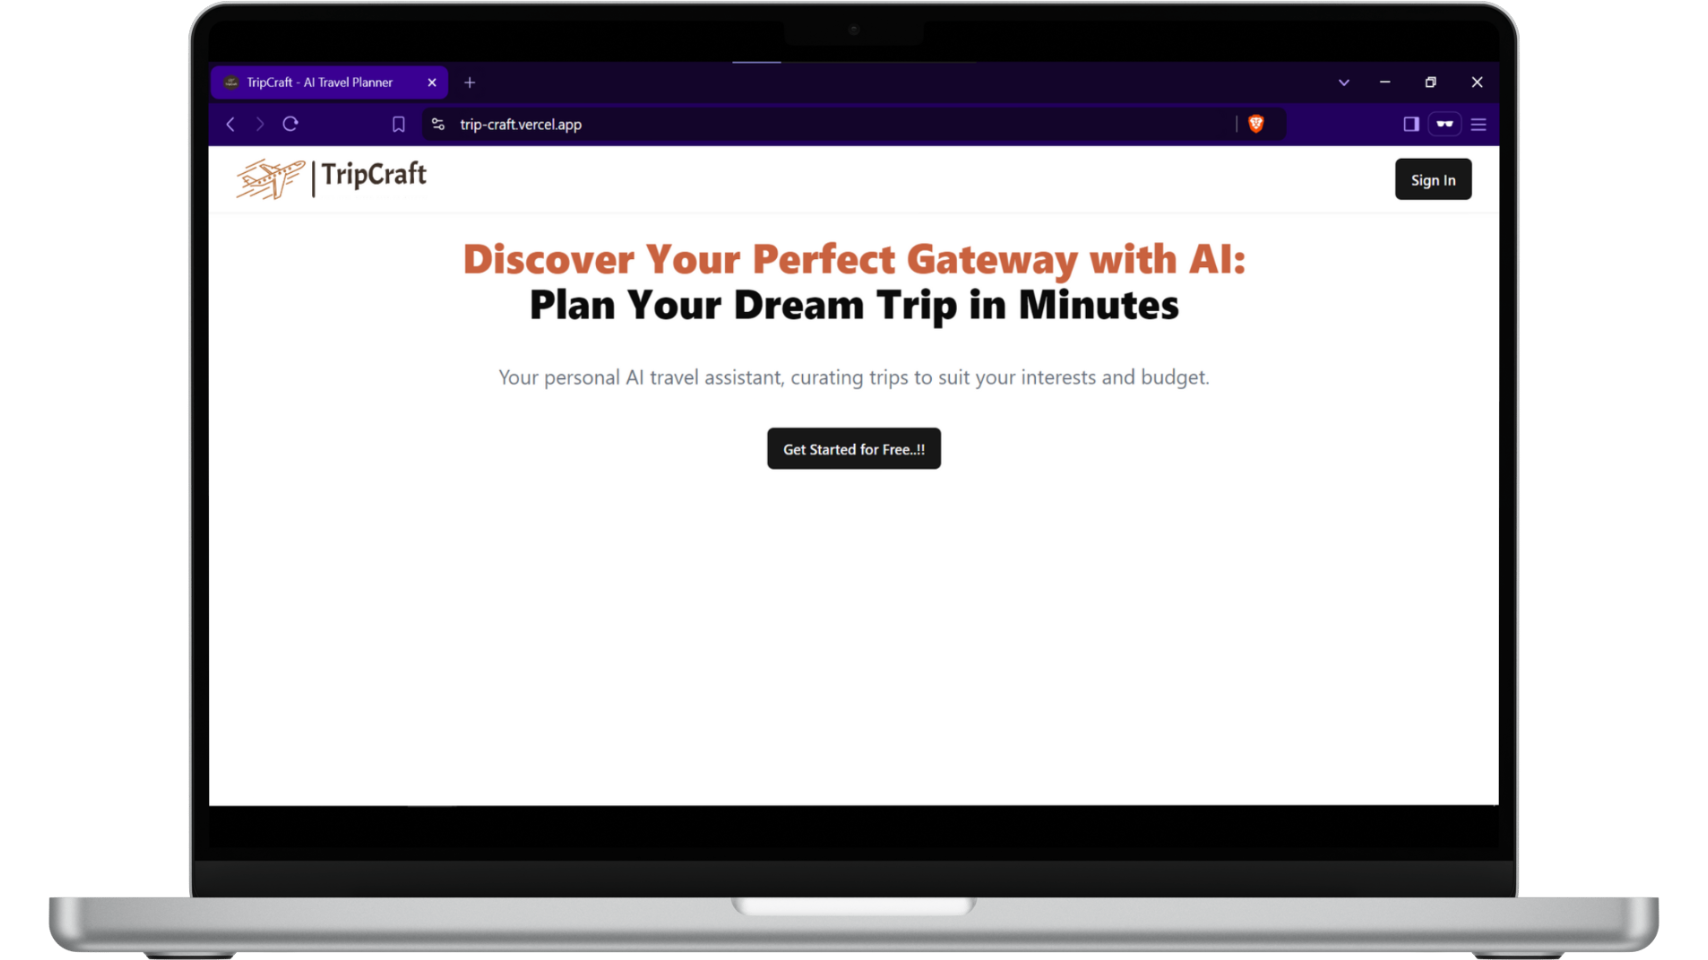 TripCraft - AI Travel Planner
trip-craft.vercel.app
TripCraft
Sign In
Discover Your Perfect Gateway with AI:
Plan Your Dream Trip in Minutes
Your personal AI travel assistant, curating trips to suit your interests and budget.
Get Started for Free..!!